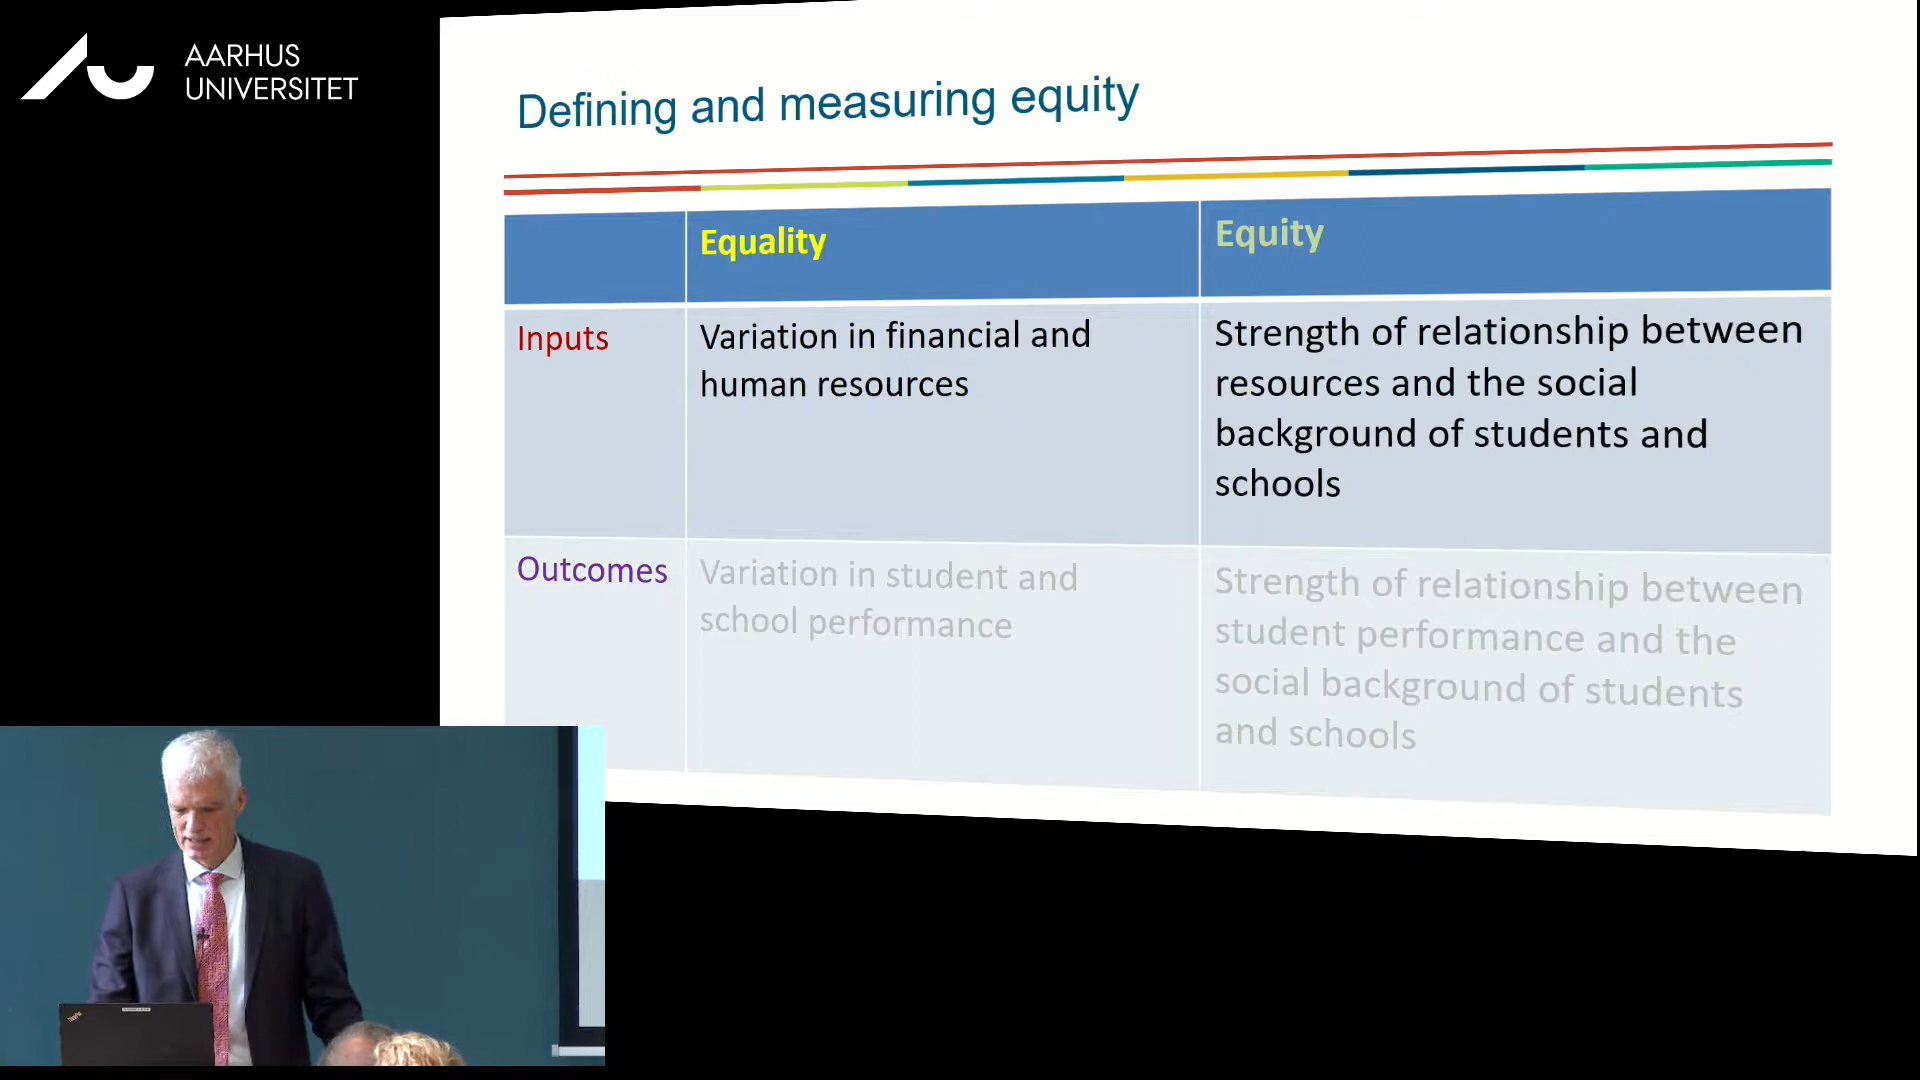 AARHUS
UNIVERSITET
Defining and measuring equity
Equality
Equity
Inputs
Variation in financial and
human resources
Strength of relationship between
resources and the social
background of students and
schools
Outcomes
Variation in student and
school performance
Strength of relationship between
student performance and the
social background of students
and schools